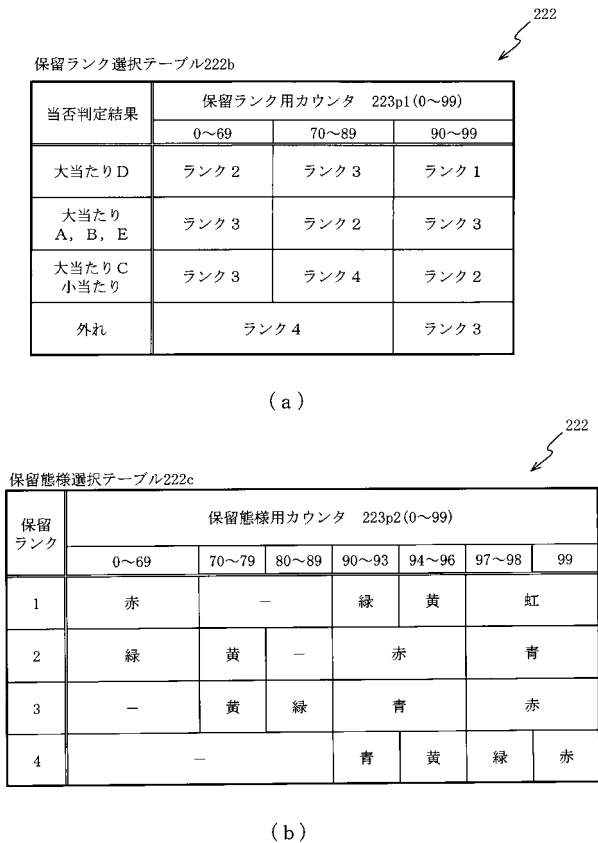 222
保留ランク選択テーブル222b
当否判定結果
保留ランク用カウンタ 223p1(0～99)
0～69 70～89 90～99
大当たりD ランク2 ランク3 ランク1
大当たり
A, B, E ランク3 ランク2 ランク3
大当たりC
小当たり ランク3 ランク4 ランク2
外れ ランク4 ランク3
(a)
222
保留態様選択テーブル222c
保留
ランク
保留態様用カウンタ 223p2(0～99)
0～69 70～79 80～89 90～93 94～96 97～98 99
1 赤 － 緑 黄 虹
2 緑 黄 － 赤 青
3 － 黄 緑 青 赤
4 － 青 黄 緑 赤
(b)